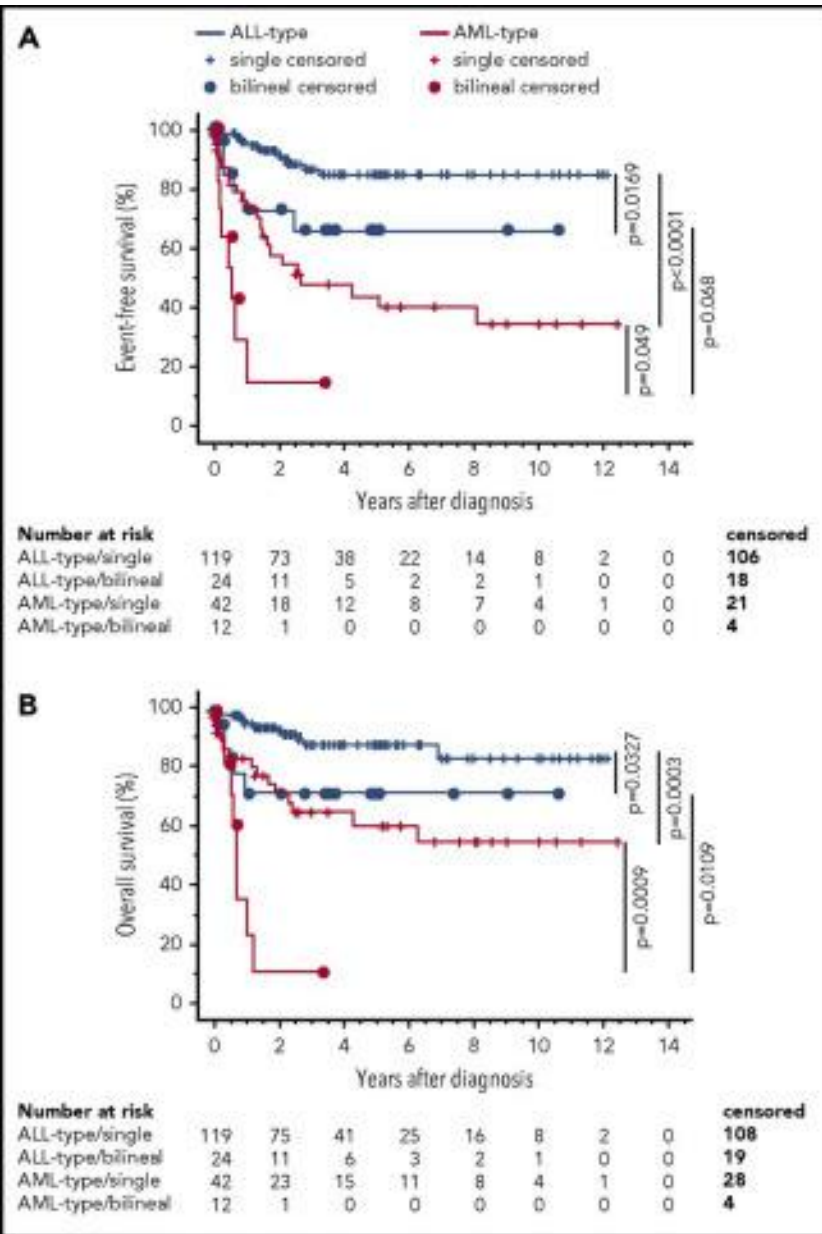 A
ALL-type AML-type
single censored single censored
bilineal censored bilineal censored
Event-free survival (%)
100
80
60
40
20
0
p=0.0169
p<0.0001
p=0.049
p=0.068
0 2 4 6 8 10 12 14
Years after diagnosis
Number at risk censored
ALL-type/single 119 73 38 22 14 8 2 0 106
ALL-type/bilineal 24 11 5 2 2 1 0 0 18
AML-type/single 42 18 12 8 7 4 1 0 21
AML-type/bilineal 12 1 0 0 0 0 0 0 4
B
Overall survival (%)
100
80
60
40
20
0
p=0.0327
p=0.0003
p=0.0009
p=0.0109
0 2 4 6 8 10 12 14
Years after diagnosis
Number at risk censored
ALL-type/single 119 75 41 25 16 8 2 0 108
ALL-type/bilineal 24 11 6 3 2 1 0 0 19
AML-type/single 42 23 15 11 8 4 1 0 28
AML-type/bilineal 12 1 0 0 0 0 0 0 4